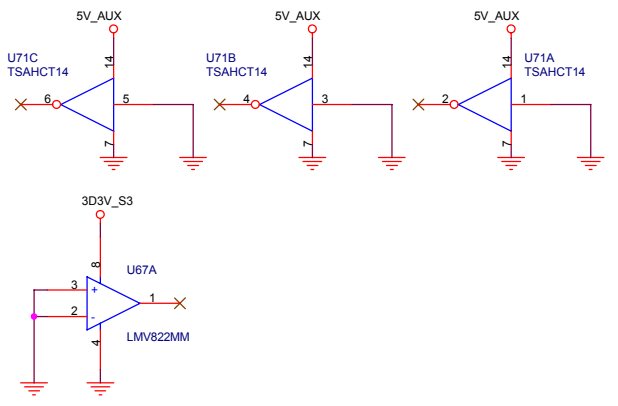 5V_AUX 5V_AUX 5V_AUX
U71C U71B U71A
TSAHCT14 TSAHCT14 TSAHCT14
14 14 14
6 5 4 3 2 1
7 7 7
3D3V_S3
8
U67A
3 + 1
2 -
4
LMV822MM